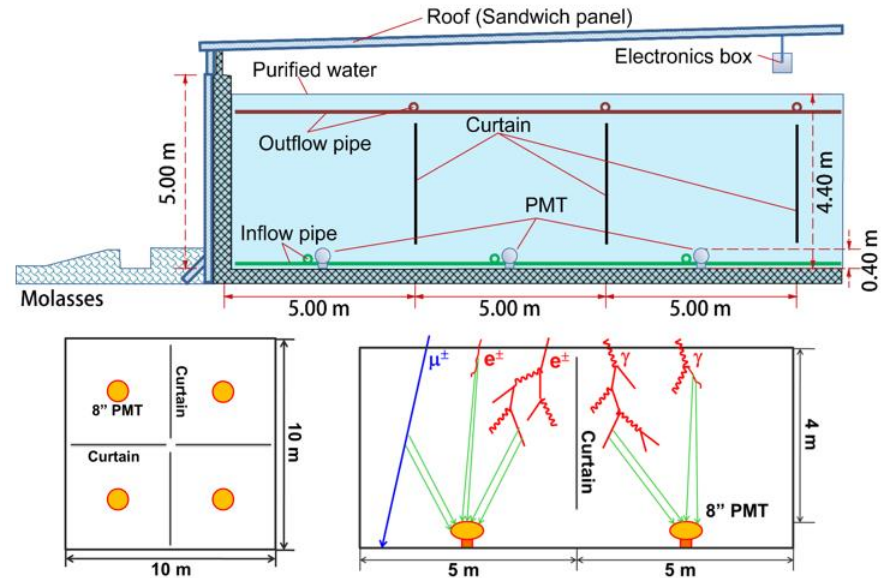 Roof (Sandwich panel)
Electronics box
Purified water
Outflow pipe
Curtain
5.00 m
4.40 m
PMT
Inflow pipe
0.40 m
Molasses
5.00 m
5.00 m
5.00 m
8" PMT
Curtain
Curtain
10 m
10 m
μ±
e±
e±
γ
γ
Curtain
4 m
8" PMT
5 m
5 m